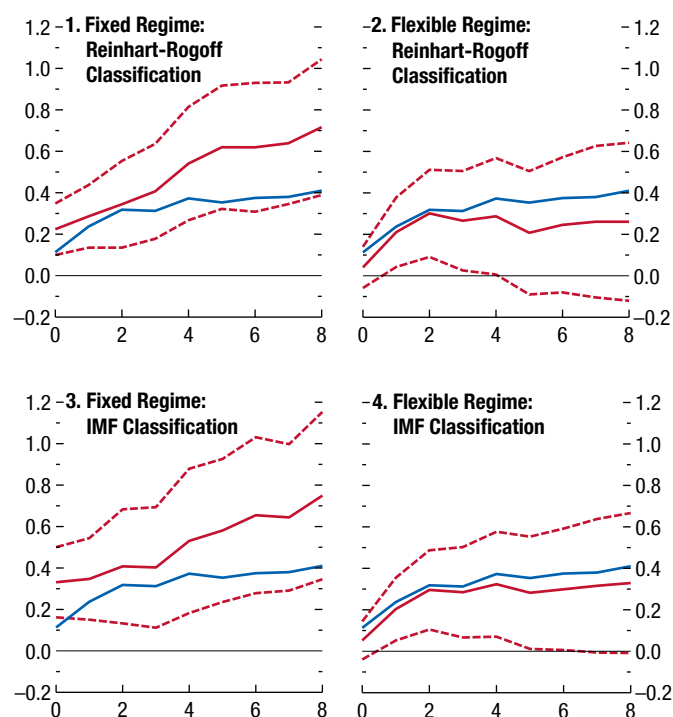 1. Fixed Regime:
Reinhart-Rogoff
Classification
1.2
1.0
0.8
0.6
0.4
0.2
0.0
–0.2
0 2 4 6 8
2. Flexible Regime:
Reinhart-Rogoff
Classification
1.2
1.0
0.8
0.6
0.4
0.2
0.0
–0.2
0 2 4 6 8
3. Fixed Regime:
IMF Classification
1.2
1.0
0.8
0.6
0.4
0.2
0.0
–0.2
0 2 4 6 8
4. Flexible Regime:
IMF Classification
1.2
1.0
0.8
0.6
0.4
0.2
0.0
–0.2
0 2 4 6 8